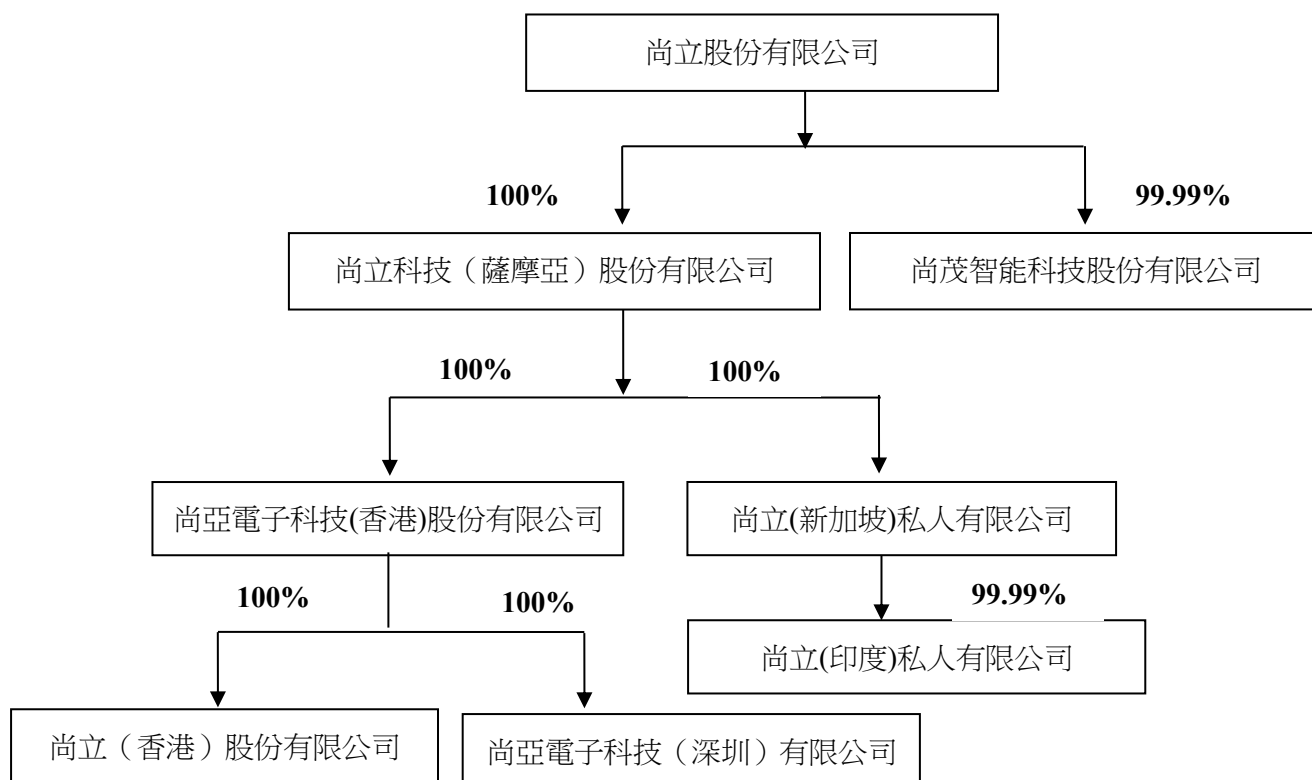 尚立股份有限公司
100%
99.99%
尚立科技（薩摩亞）股份有限公司
尚茂智能科技股份有限公司
100%
100%
尚亞電子科技(香港)股份有限公司
尚立(新加坡)私人有限公司
100%
100%
99.99%
尚立(印度)私人有限公司
尚立（香港）股份有限公司
尚亞電子科技（深圳）有限公司